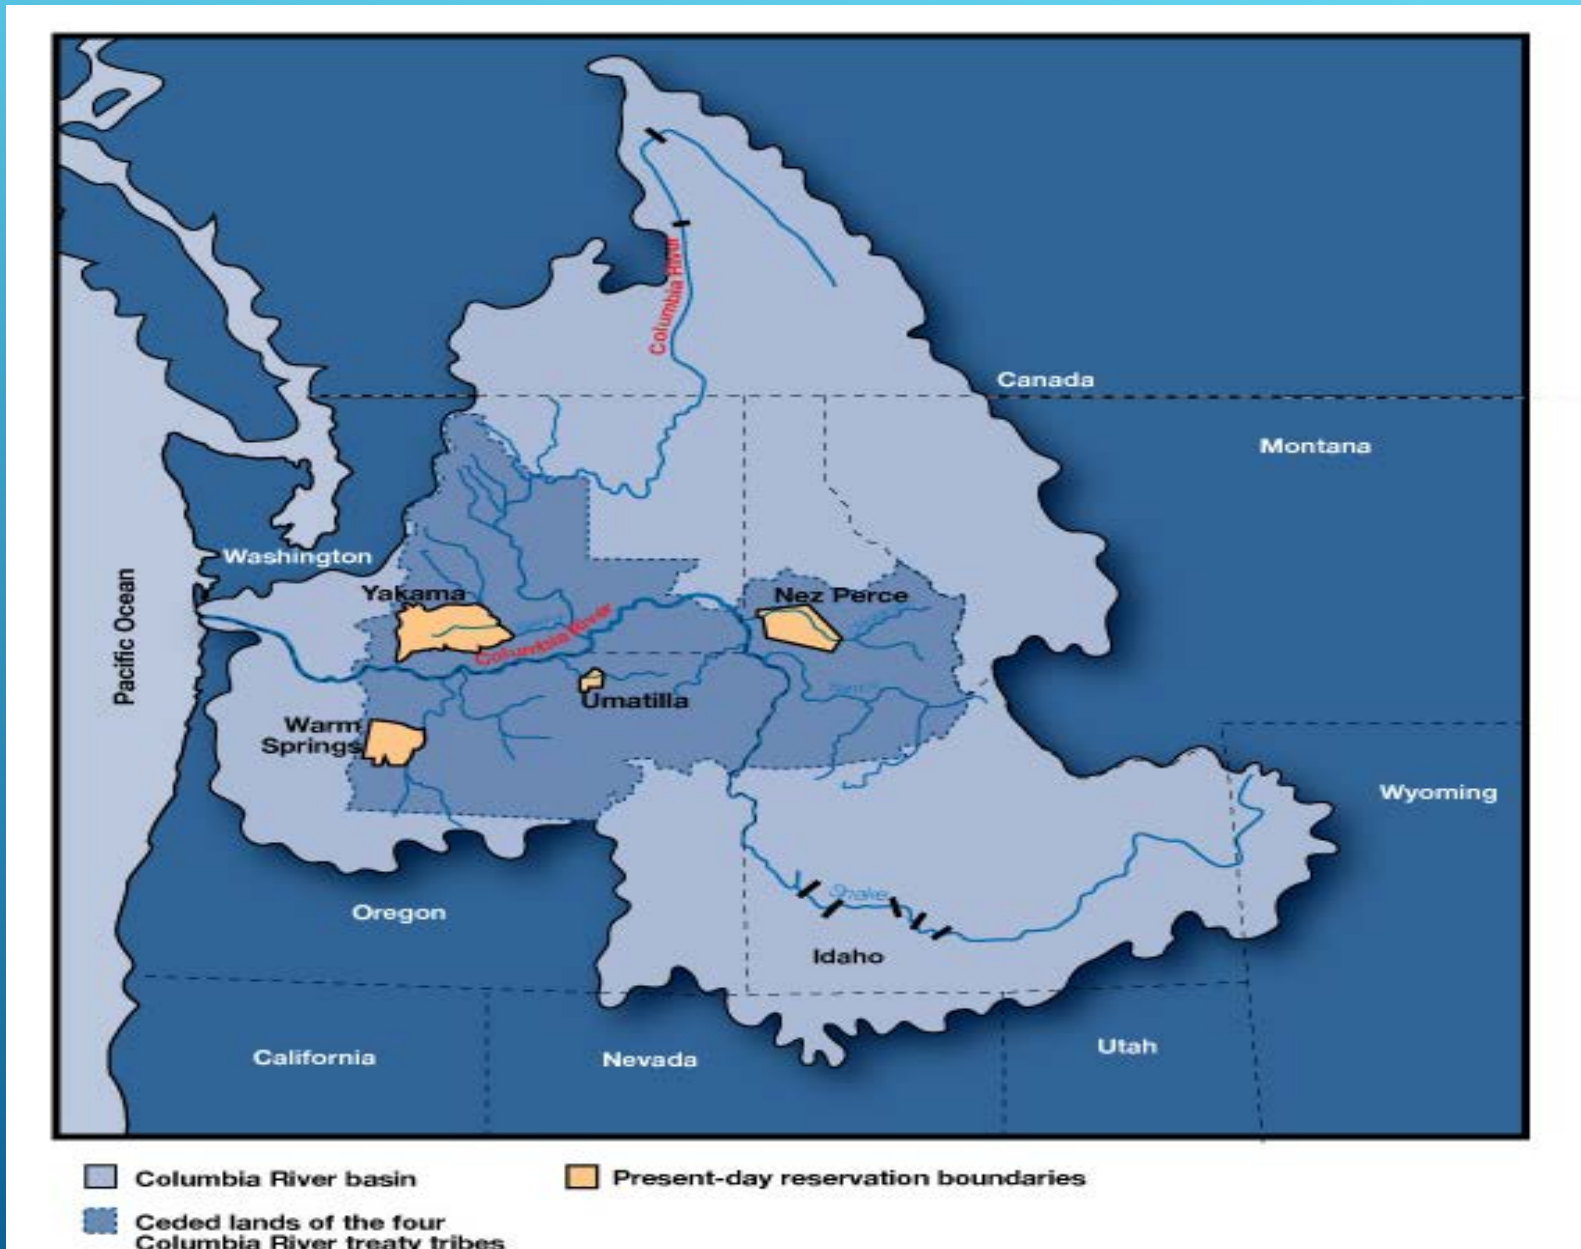 Columbia River
Canada
Montana
Washington
Yakama
Nez Perce
Columbia River
Pacific Ocean
Umatilla
Warm
Springs
Wyoming
Snake
Oregon
Idaho
California
Nevada
Utah
Columbia River basin
Present-day reservation boundaries
Ceded lands of the four
Columbia River treaty tribes